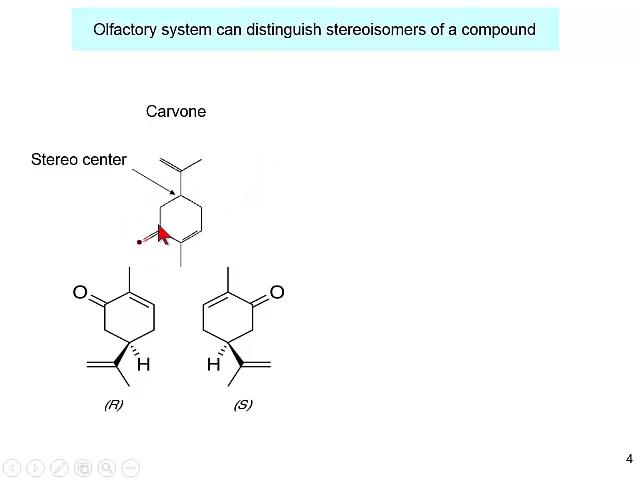 Olfactory system can distinguish stereoisomers of a compound
Carvone
Stereo center
O
O
H
H
(R)
(S)
4